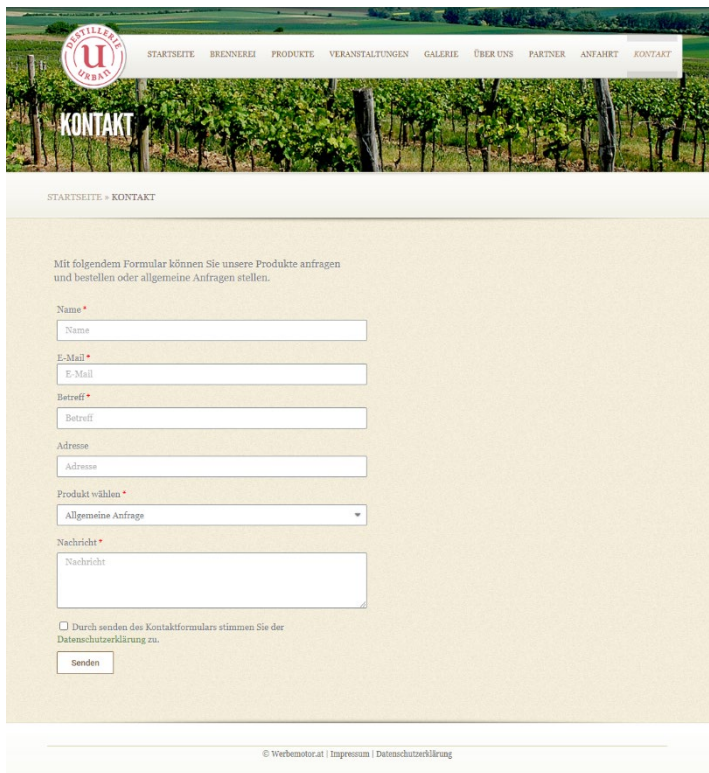 DESTILLERIE
U
URBAN
STARTSEITE BRENNEREI PRODUKTE VERANSTALTUNGEN GALERIE ÜBER UNS PARTNER ANFAHRT KONTAKT
KONTAKT
STARTSEITE » KONTAKT
Mit folgendem Formular können Sie unsere Produkte anfragen
und bestellen oder allgemeine Anfragen stellen.
Name *
Name
E-Mail *
E-Mail
Betreff *
Betreff
Adresse
Adresse
Produkt wählen *
Allgemeine Anfrage
Nachricht *
Nachricht
Durch senden des Kontaktformulars stimmen Sie der
Datenschutzerklärung zu.
Senden
© Werbemotor.at | Impressum | Datenschutzerklärung